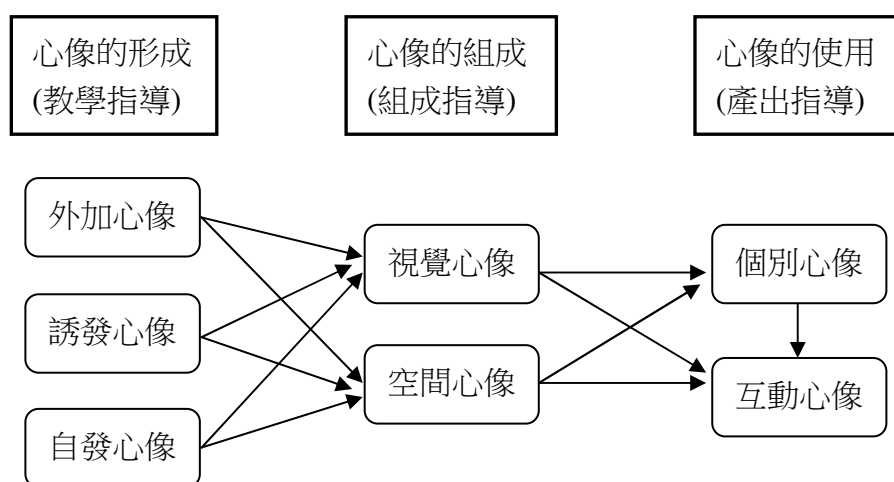 心像的形成
(教學指導)
心像的組成
(組成指導)
心像的使用
(產出指導)
外加心像
誘發心像
自發心像
視覺心像
空間心像
個別心像
互動心像